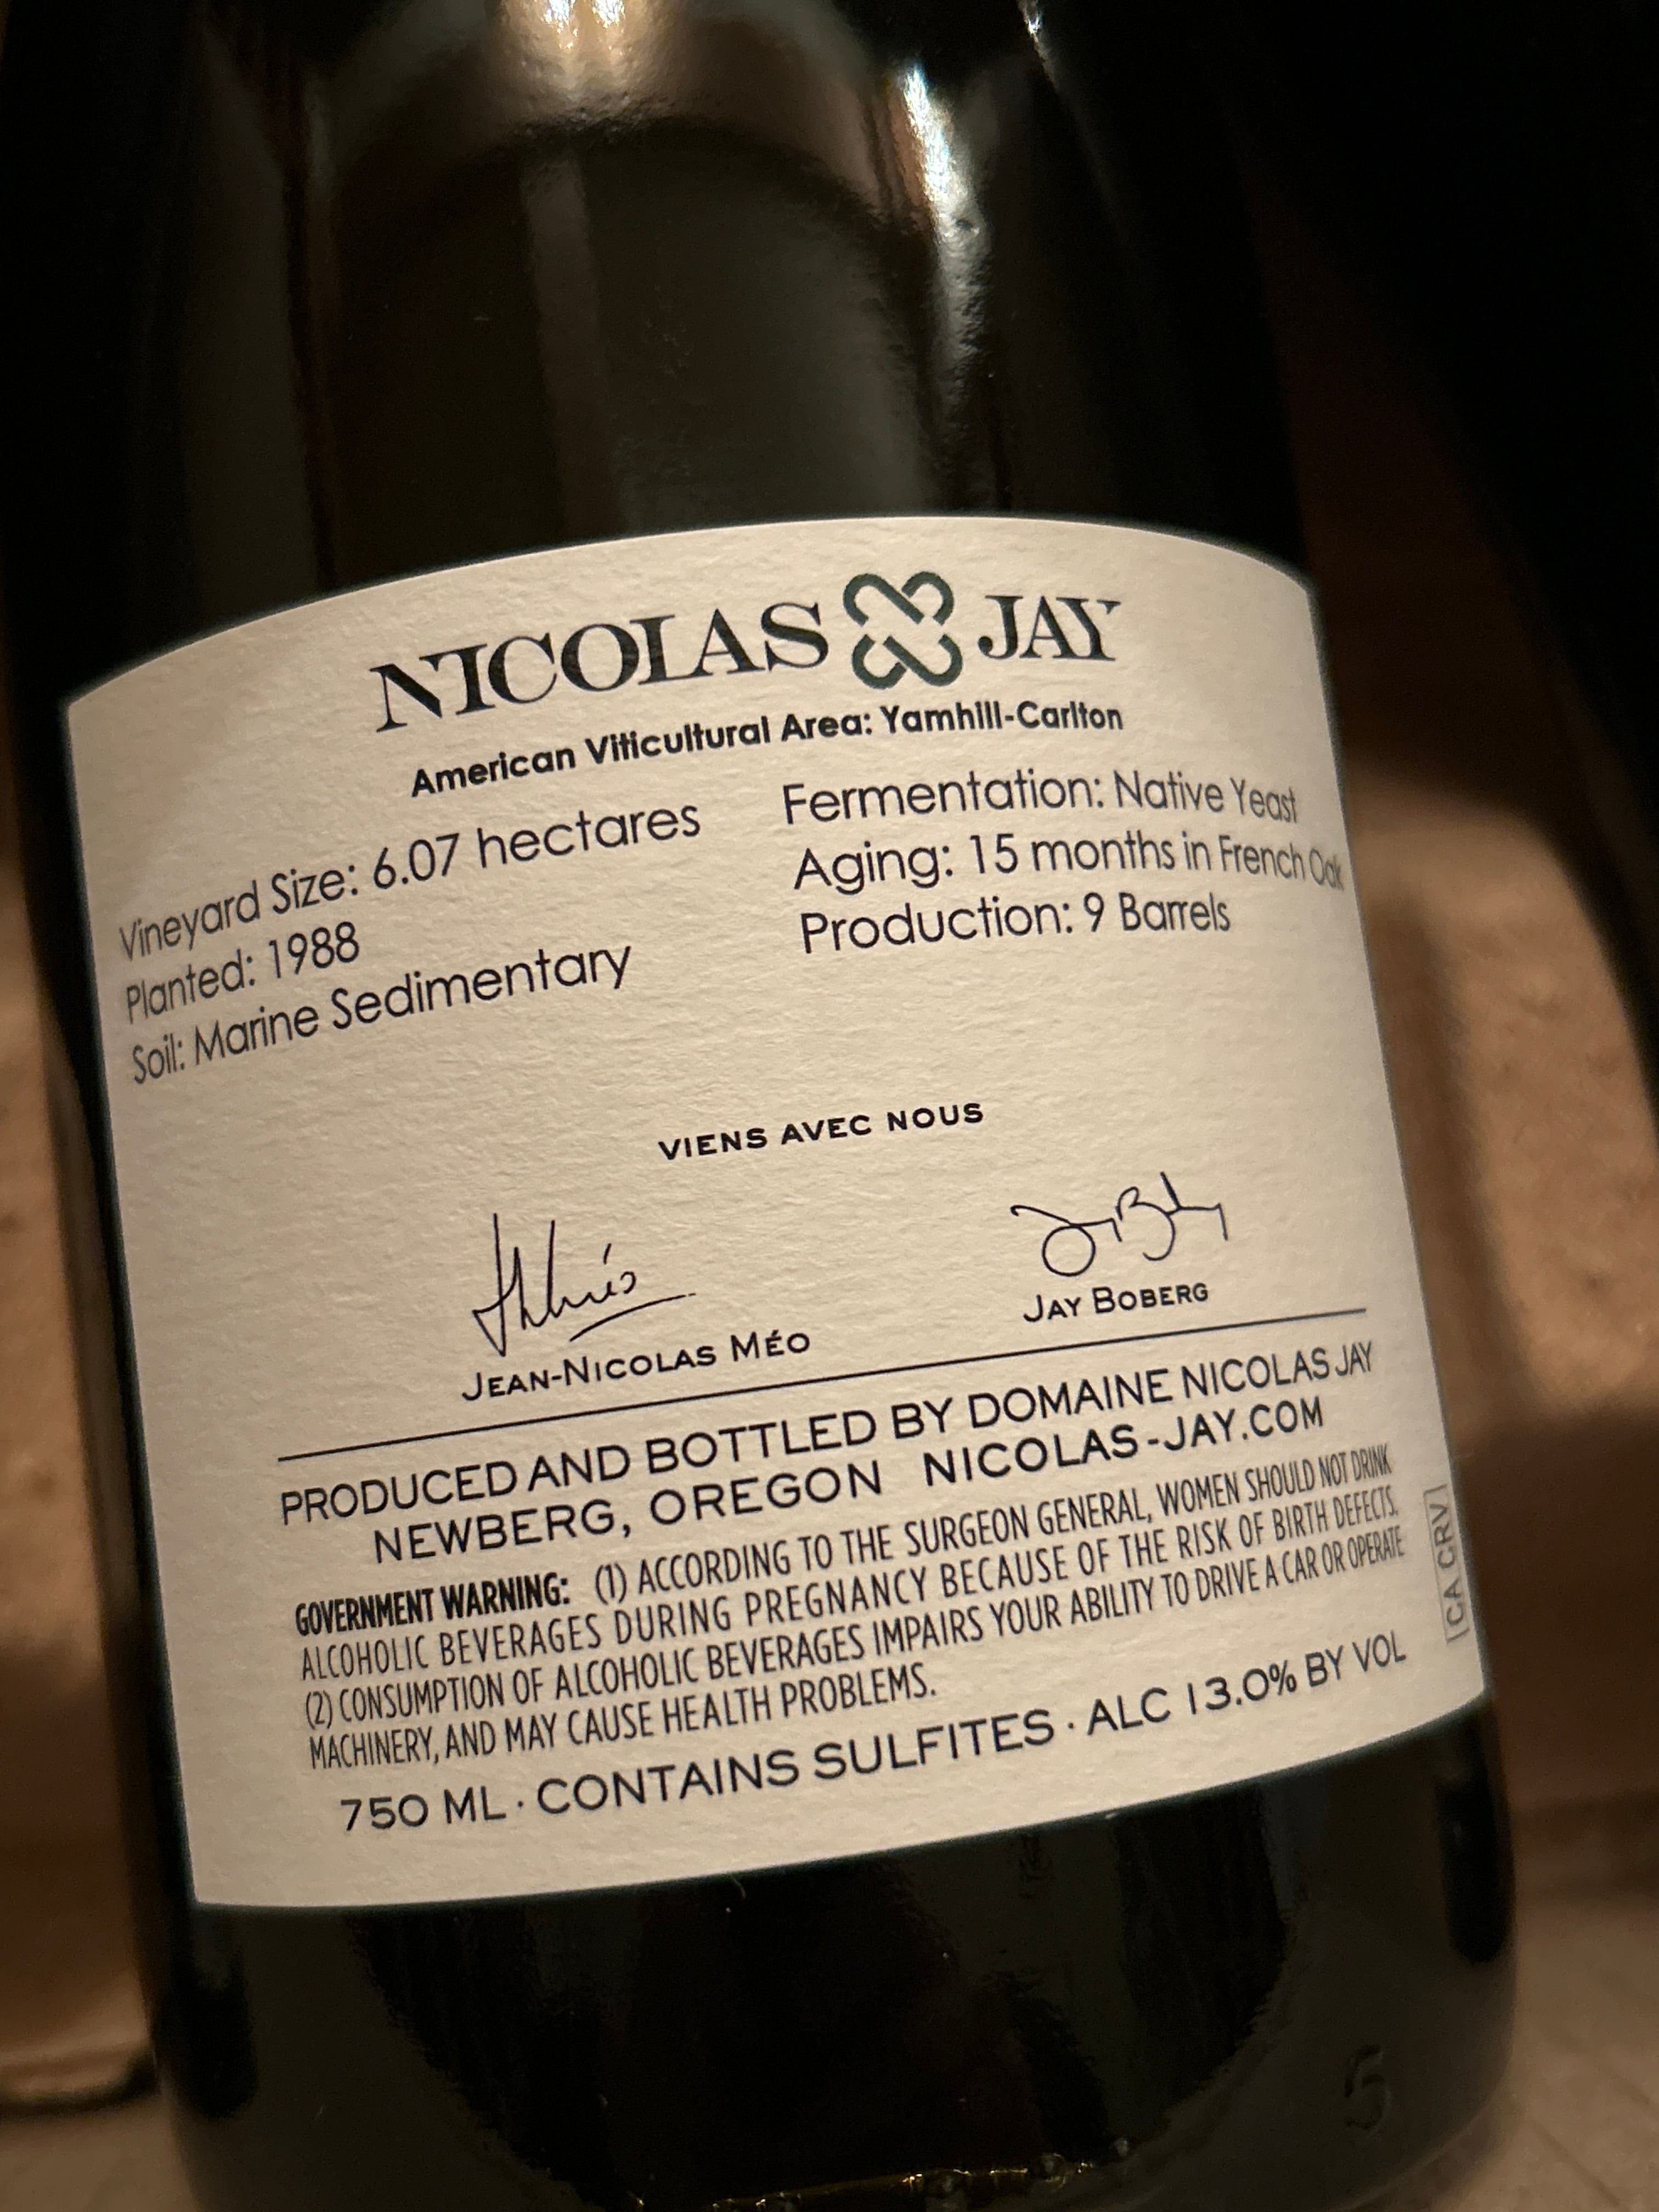 NICOLAS JAY
American Viticultural Area: Yamhill-Carlton
Vineyard Size: 6.07 hectares
Planted: 1988
Soil: Marine Sedimentary
Fermentation: Native Yeast
Aging: 15 months in French Oak
Production: 9 Barrels
VIENS AVEC NOUS
JEAN-NICOLAS MÉO
JAY BOBERG
PRODUCED AND BOTTLED BY DOMAINE NICOLAS JAY
NEWBERG, OREGON NICOLAS-JAY.COM
GOVERNMENT WARNING: (1) ACCORDING TO THE SURGEON GENERAL, WOMEN SHOULD NOT DRINK
ALCOHOLIC BEVERAGES DURING PREGNANCY BECAUSE OF THE RISK OF BIRTH DEFECTS.
(2) CONSUMPTION OF ALCOHOLIC BEVERAGES IMPAIRS YOUR ABILITY TO DRIVE A CAR OR OPERATE
MACHINERY, AND MAY CAUSE HEALTH PROBLEMS.
CA CRV
750 ML · CONTAINS SULFITES · ALC 13.0% BY VOL
5